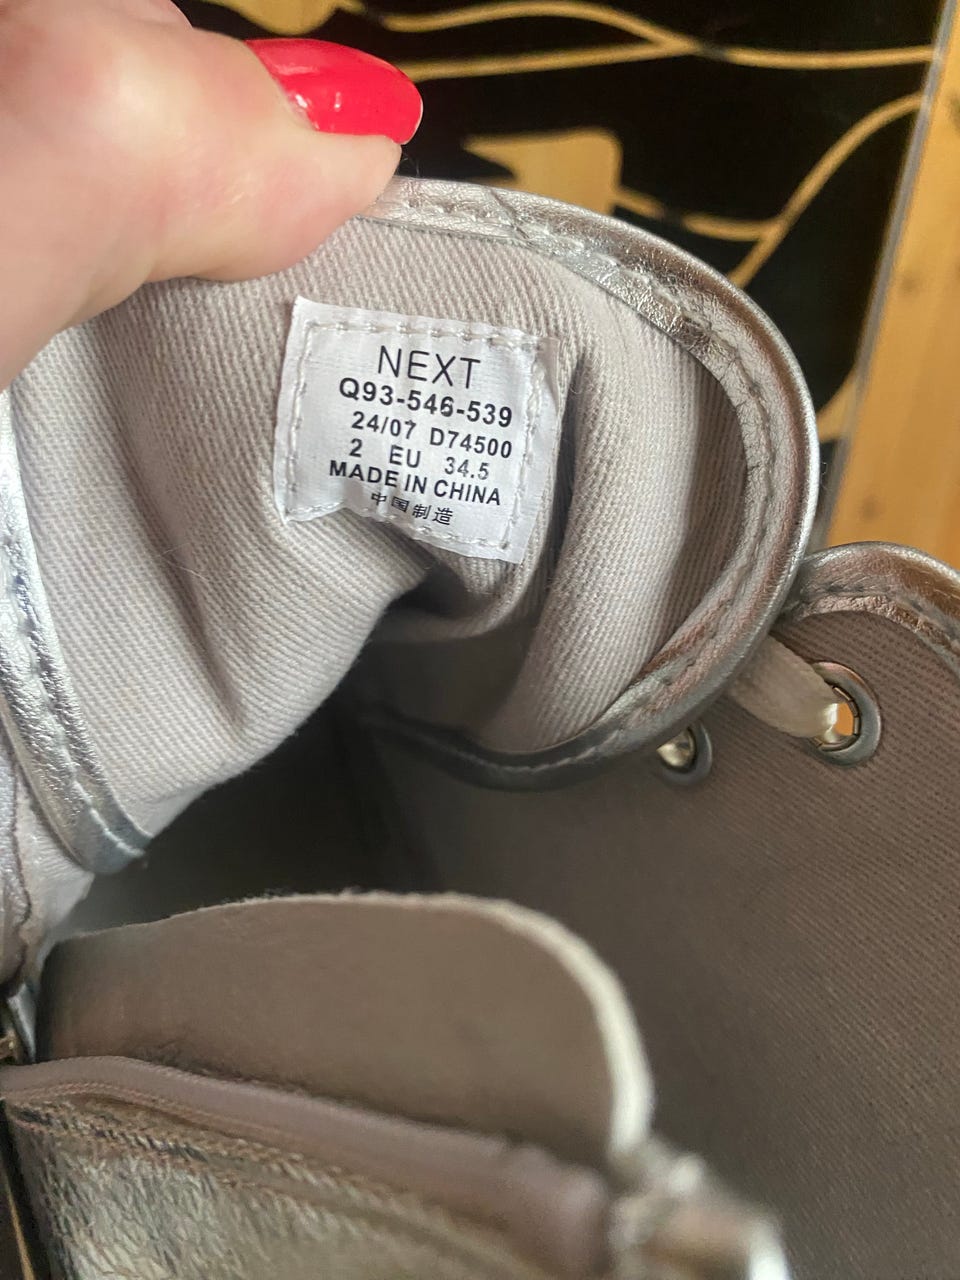 NEXT
Q93-546-539
24/07 D74500
2 EU 34.5
MADE IN CHINA
中国制造